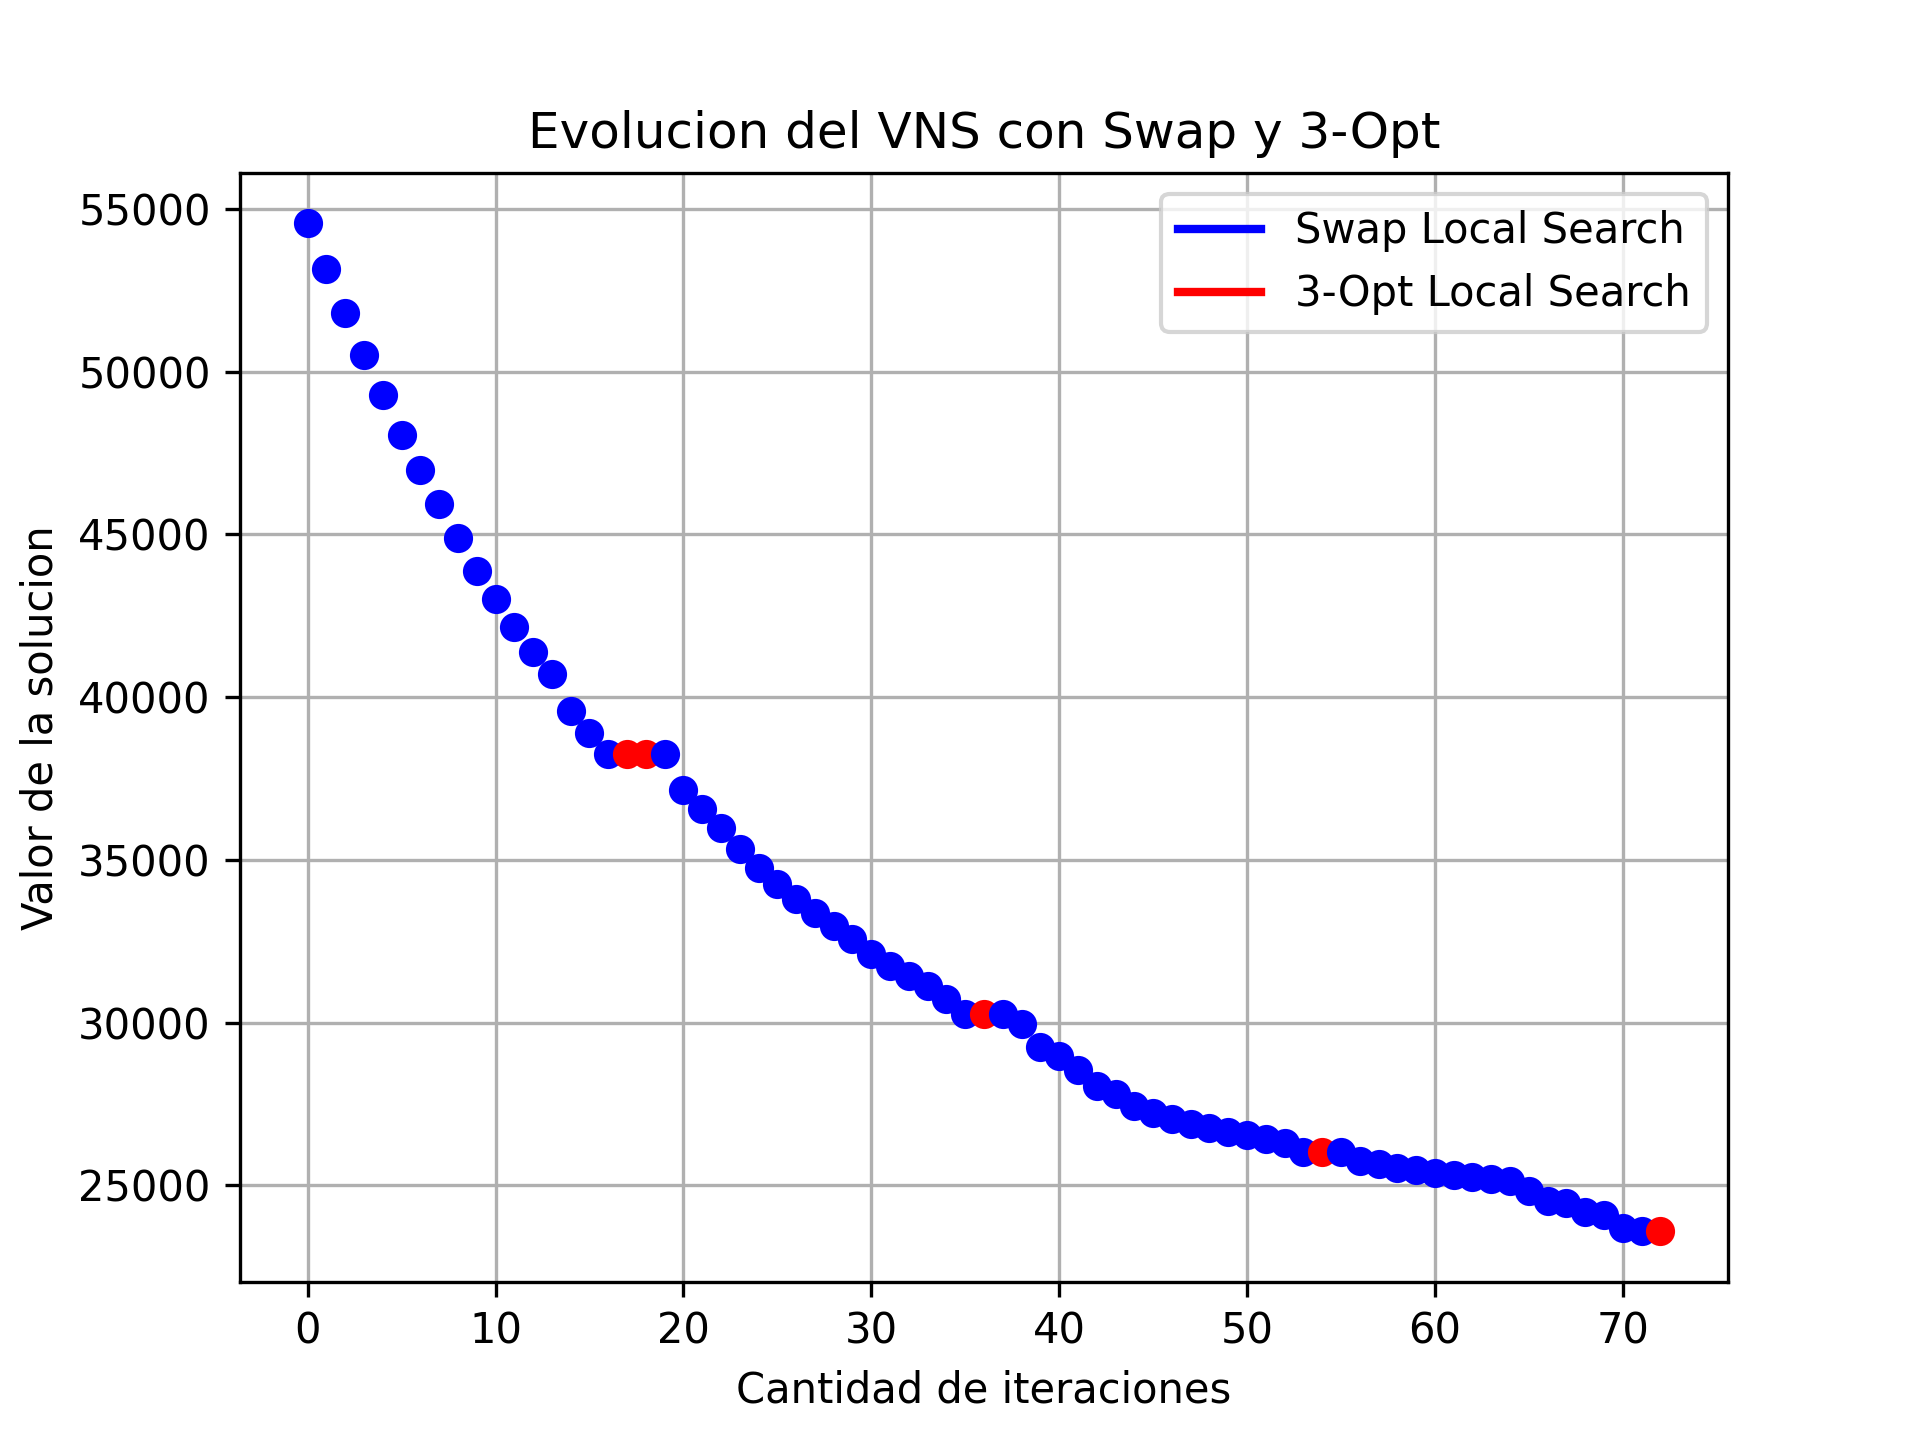 Evolucion del VNS con Swap y 3-Opt
Swap Local Search
3-Opt Local Search
Valor de la solucion
55000
50000
45000
40000
35000
30000
25000
0 10 20 30 40 50 60 70
Cantidad de iteraciones